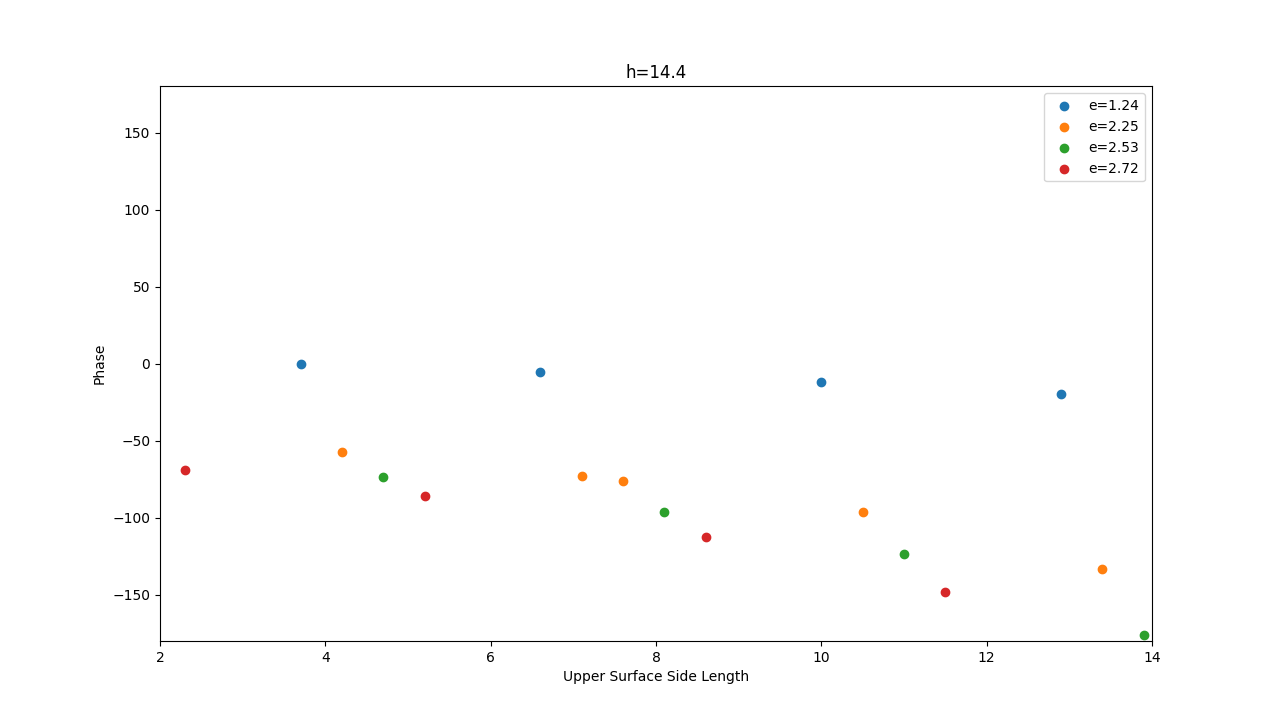 h=14.4
e=1.24
e=2.25
e=2.53
e=2.72
150
100
50
0
−50
−100
−150
Phase
2 4 6 8 10 12 14
Upper Surface Side Length